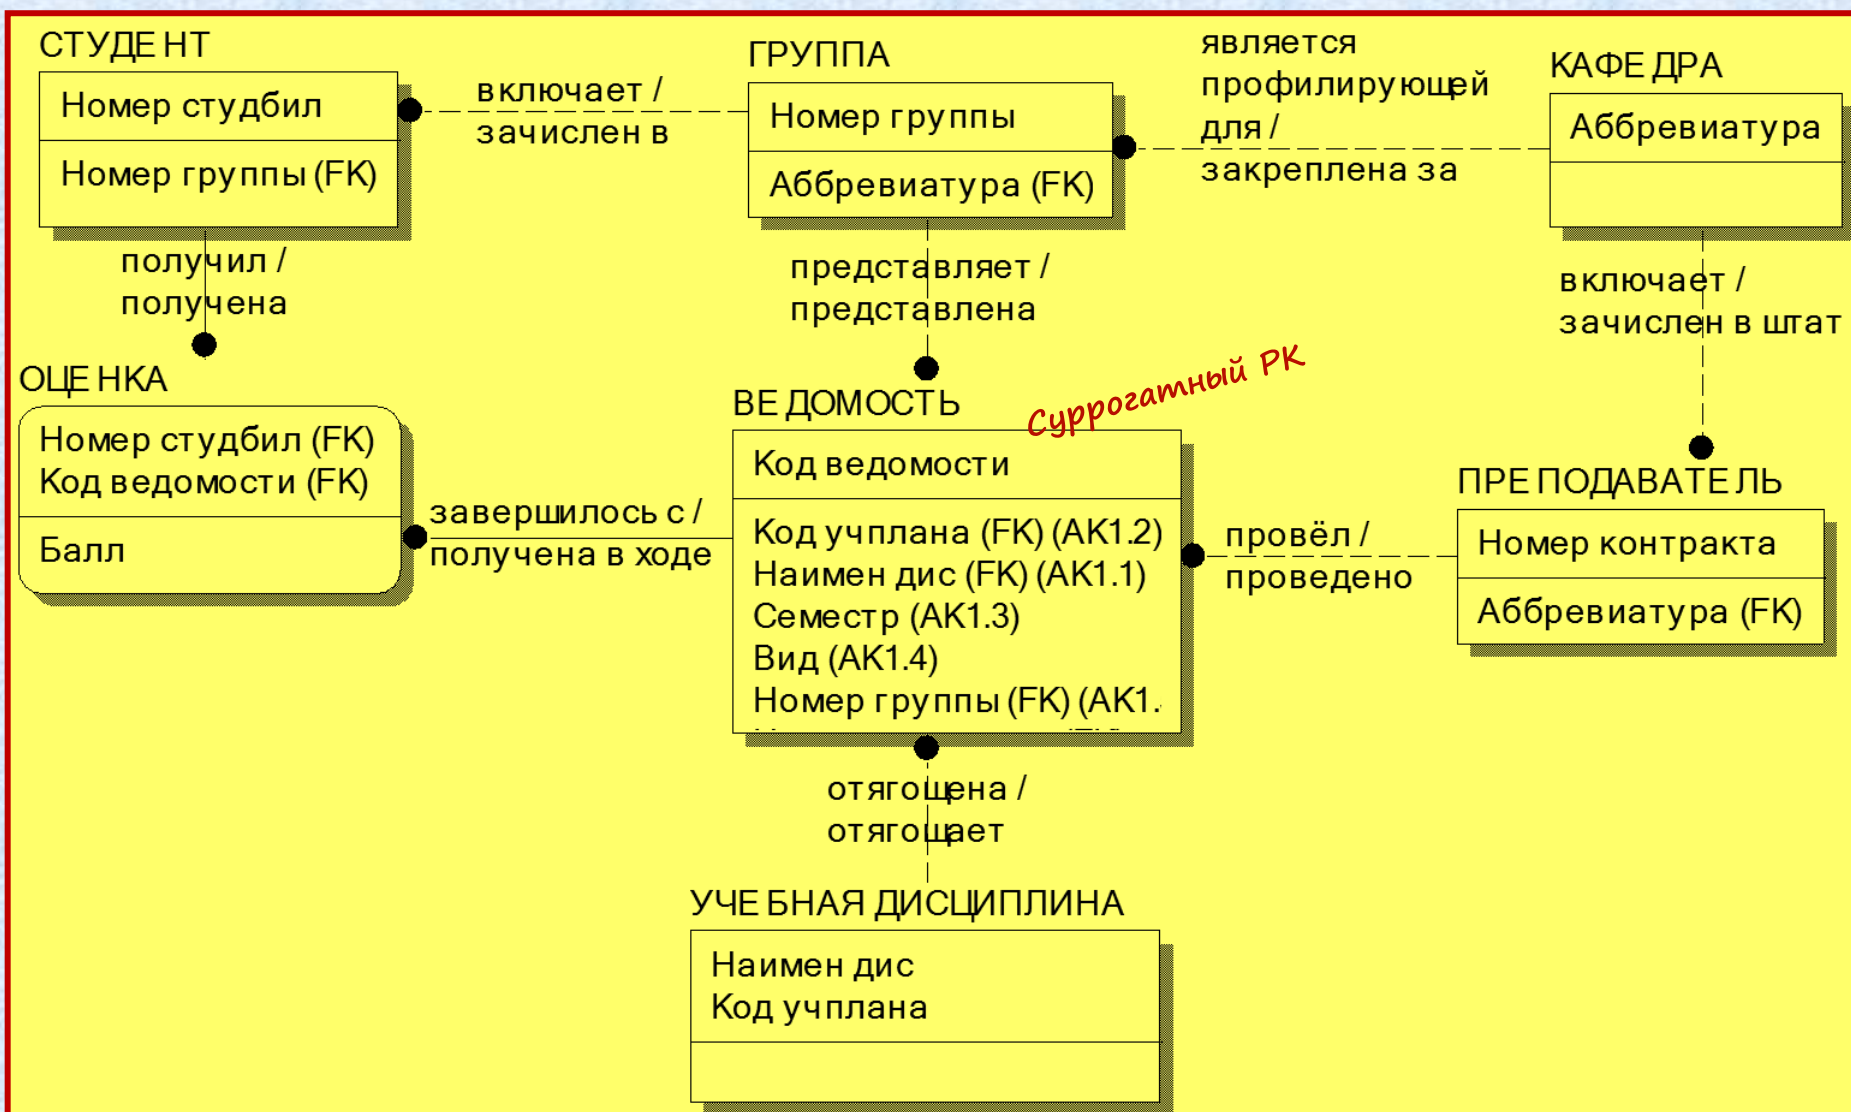 СТУДЕНТ
Номер студбил
Номер группы (FK)
включает /
зачислен в
ГРУППА
Номер группы
Аббревиатура (FK)
является
профилирующей
для /
закреплена за
КАФЕДРА
Аббревиатура
получил /
получена
представляет /
представлена
включает /
зачислен в штат
ОЦЕНКА
Номер студбил (FK)
Код ведомости (FK)
Балл
завершилось с /
получена в ходе
ВЕДОМОСТЬ
Суррогатный РК
Код ведомости
Код учплана (FK) (AK1.2)
Наимен дис (FK) (AK1.1)
Семестр (AK1.3)
Вид (AK1.4)
Номер группы (FK) (AK1.
провёл /
проведено
ПРЕПОДАВАТЕЛЬ
Номер контракта
Аббревиатура (FK)
отягощена /
отягощает
УЧЕБНАЯ ДИСЦИПЛИНА
Наимен дис
Код учплана